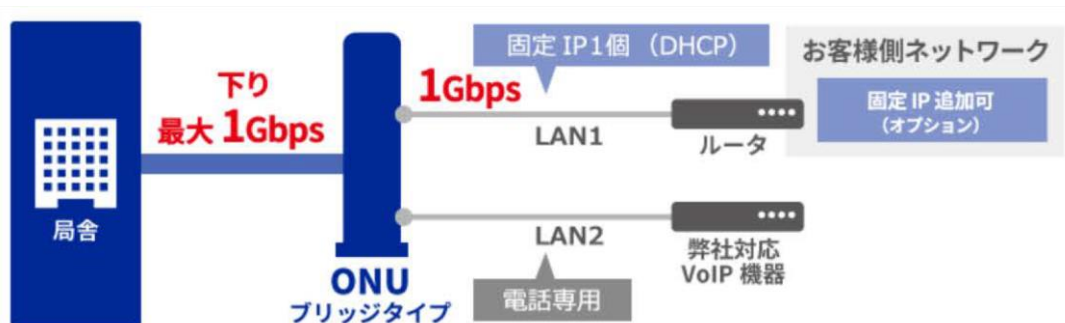 局舎
下り
最大 1Gbps
ONU
ブリッジタイプ
1Gbps
固定 IP1個 （DHCP）
LAN1
ルータ
お客様側ネットワーク
固定 IP 追加可
（オプション）
LAN2
電話専用
弊社対応
VoIP 機器